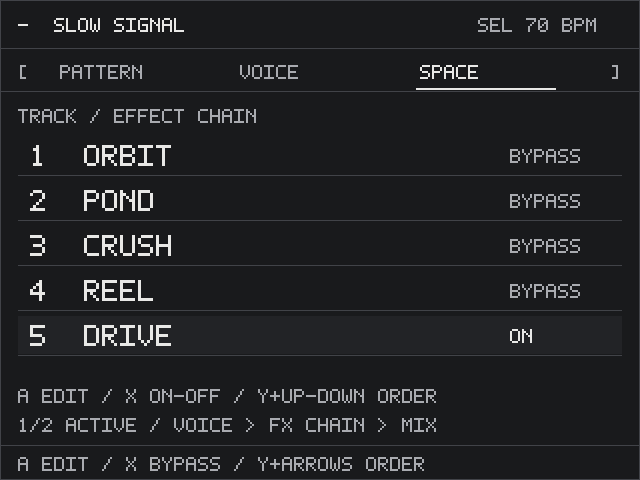 — SLOW SIGNAL SEL 70 BPM
[ PATTERN VOICE SPACE ]
TRACK / EFFECT CHAIN
1 ORBIT BYPASS
2 POND BYPASS
3 CRUSH BYPASS
4 REEL BYPASS
5 DRIVE ON
A EDIT / X ON-OFF / Y+UP-DOWN ORDER
1/2 ACTIVE / VOICE > FX CHAIN > MIX
A EDIT / X BYPASS / Y+ARROWS ORDER